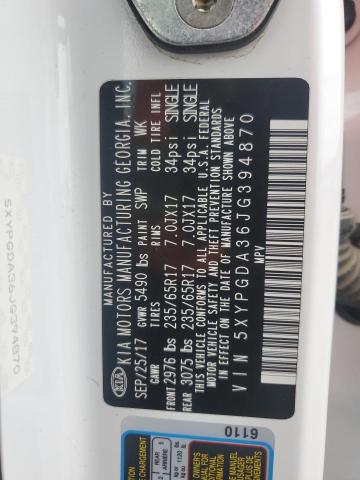 MANUFACTURED BY
KIA KIA MOTORS MANUFACTURING GEORGIA, INC.
SEP/25/17 GVWR 5490 lbs PAINT SWP TRIM WK
GAWR TIRES RIMS COLD TIRE INFL
FRONT 2976 lbs 235/65R17 7.0JX17 34psi SINGLE
REAR 3075 lbs 235/65R17 7.0JX17 34psi SINGLE
THIS VEHICLE CONFORMS TO ALL APPLICABLE U.S.A. FEDERAL
MOTOR VEHICLE SAFETY AND THEFT PREVENTION STANDARDS
IN EFFECT ON THE DATE OF MANUFACTURE SHOWN ABOVE
VIN 5XYPGDA36JG394870
MPV
6110
5XYPGDA36JG394870